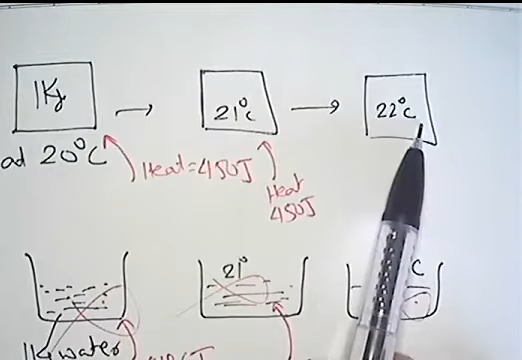 1Kg
21°C
22°C
ad 20°C
Heat = 450J
Heat
450J
21°
C
1Kg water